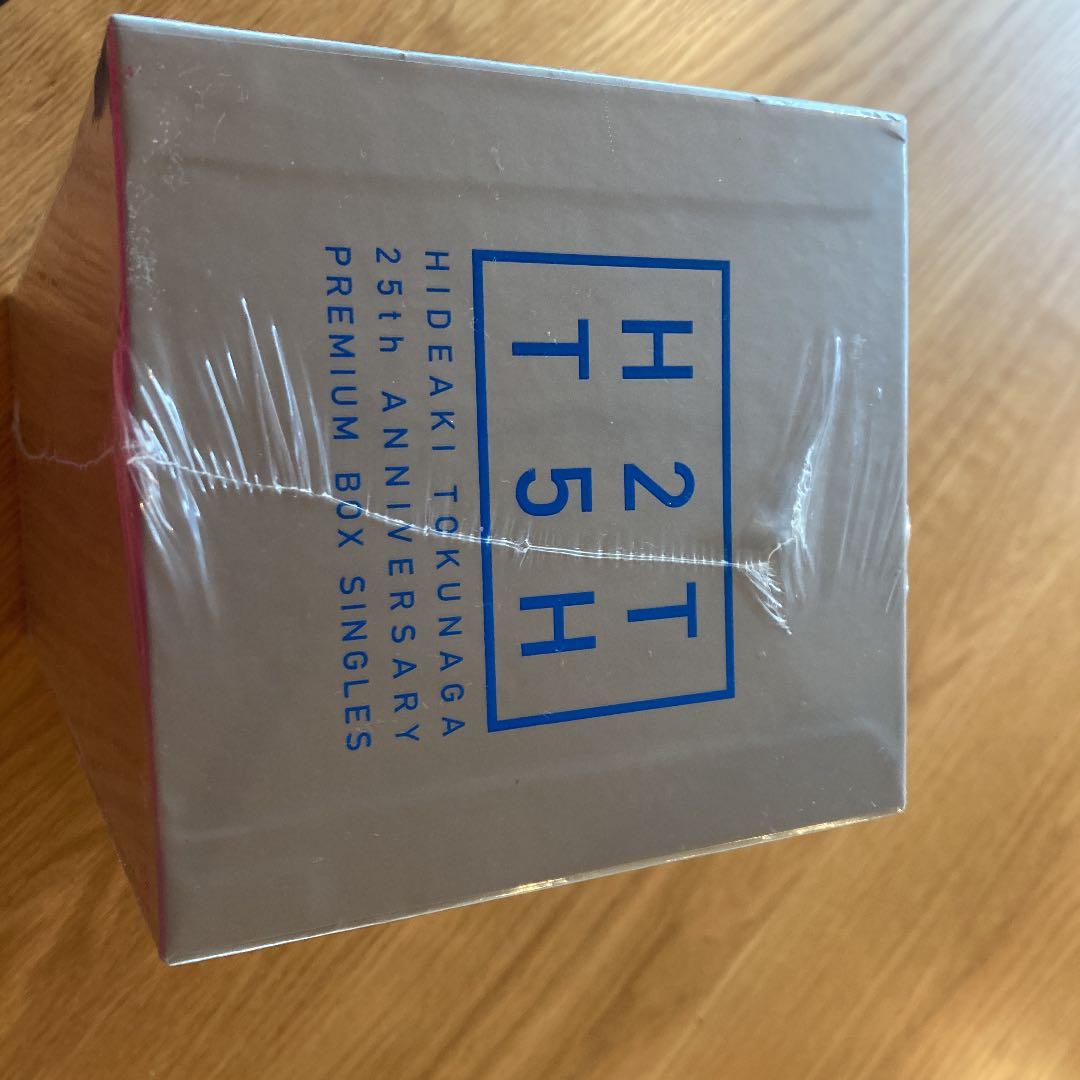 H 2 T
T 5 H
HIDEAKI TOKUNAGA
25th ANNIVERSARY
PREMIUM BOX SINGLES